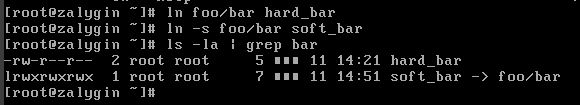 [root@zalygin /]# ln foo/bar hard_bar
[root@zalygin /]# ln -s foo/bar soft_bar
[root@zalygin /]# ls -la | grep bar
-rw-r--r-- 2 root root 5 ■■■ 11 14:21 hard_bar
lrwxrwxrwx 1 root root 7 ■■■ 11 14:51 soft_bar -> foo/bar
[root@zalygin /]#